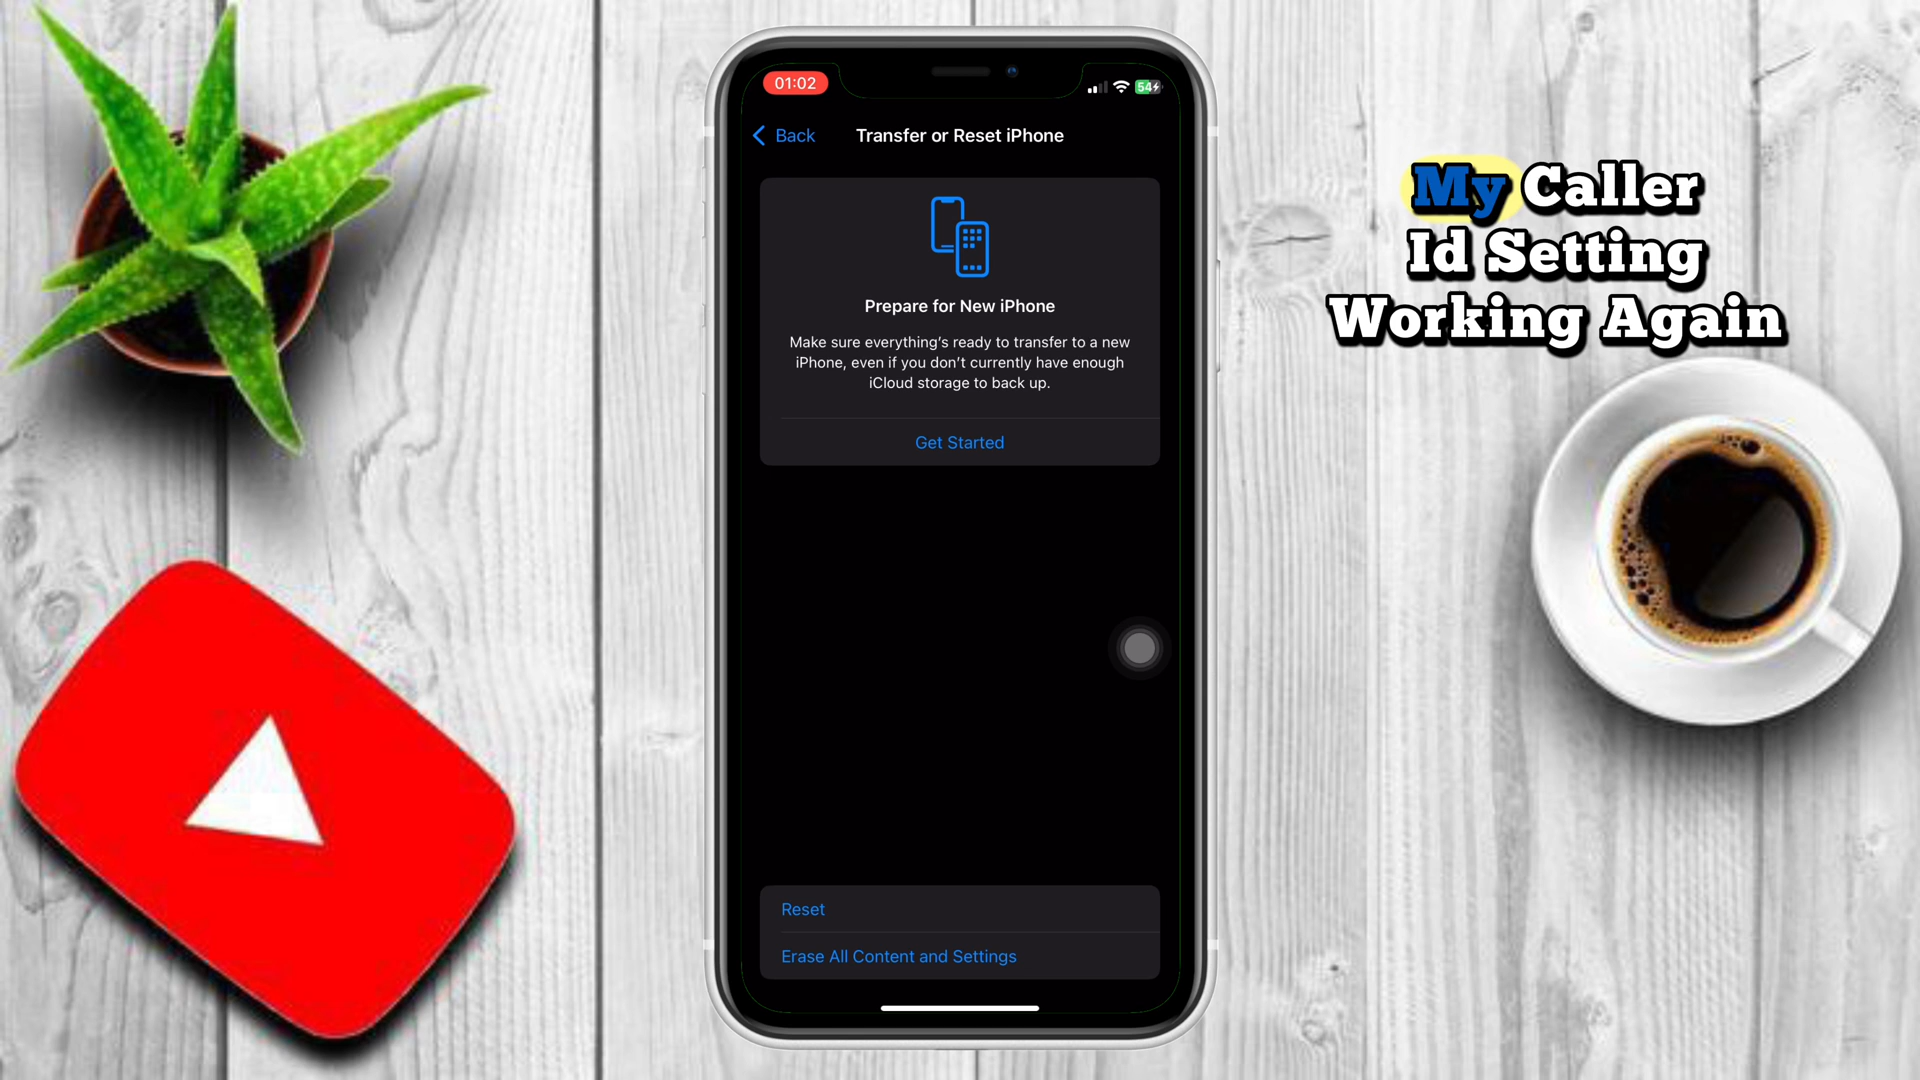 01:02
54
Back
Transfer or Reset iPhone
Prepare for New iPhone
Make sure everything's ready to transfer to a new
iPhone, even if you don't currently have enough
iCloud storage to back up.
Get Started
Reset
Erase All Content and Settings
My Caller
Id Setting
Working Again